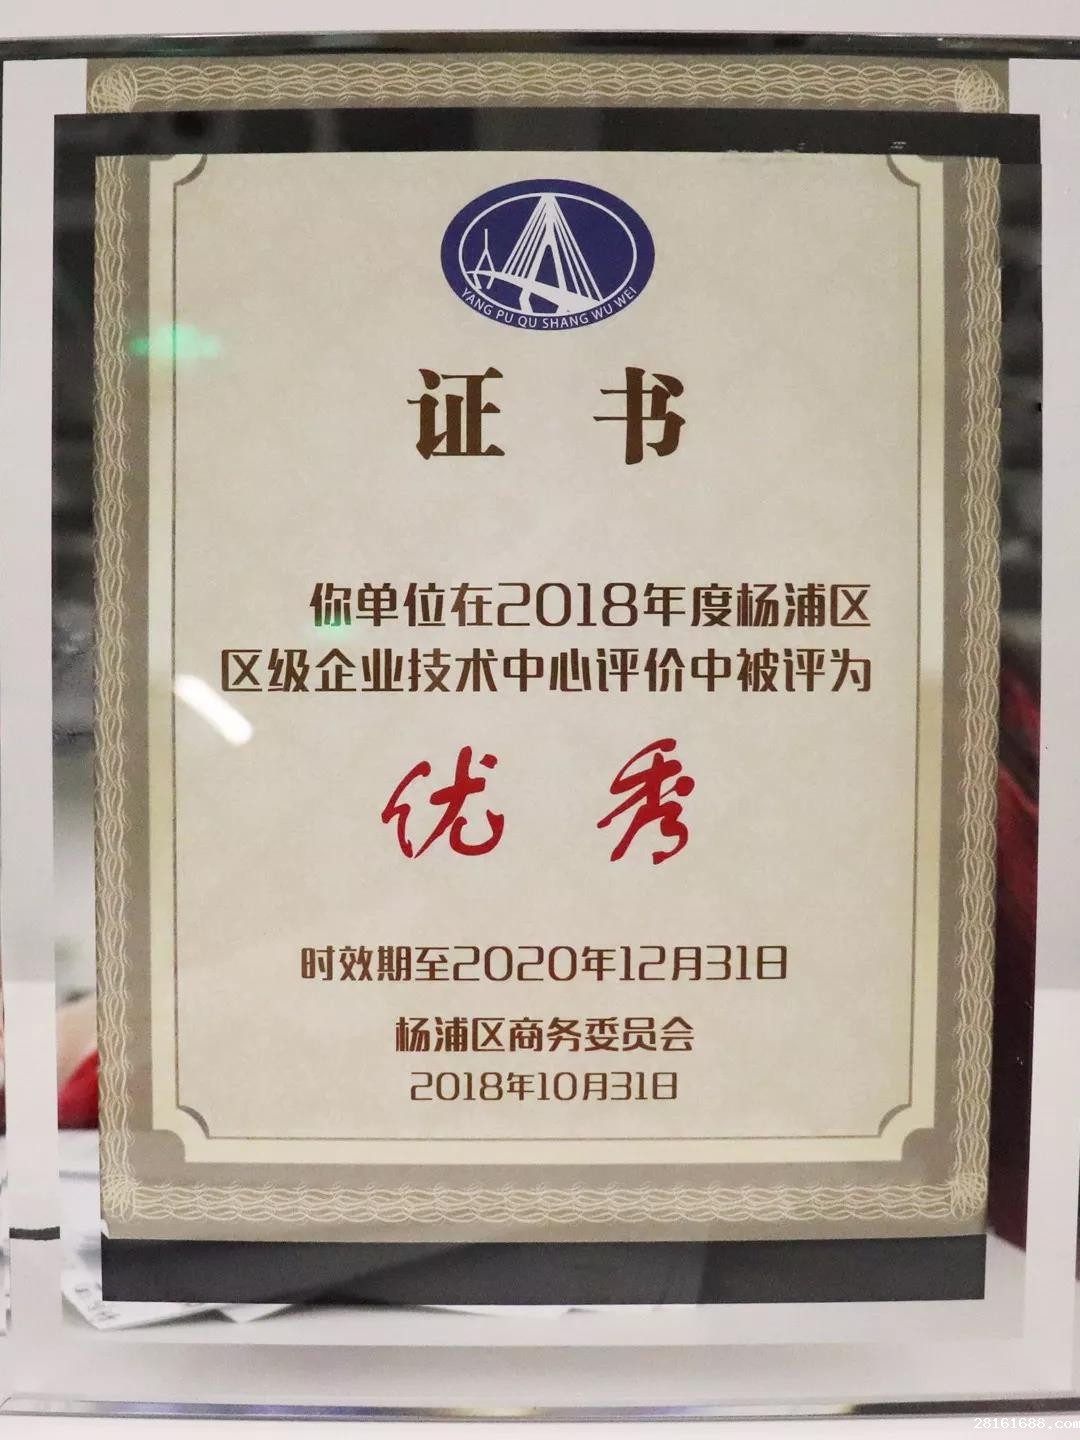 YANG PU QU SHANG WU WEI
证 书
你单位在2018年度杨浦区
区级企业技术中心评价中被评为
优 秀
时效期至2020年12月31日
杨浦区商务委员会
2018年10月31日
28161688.com